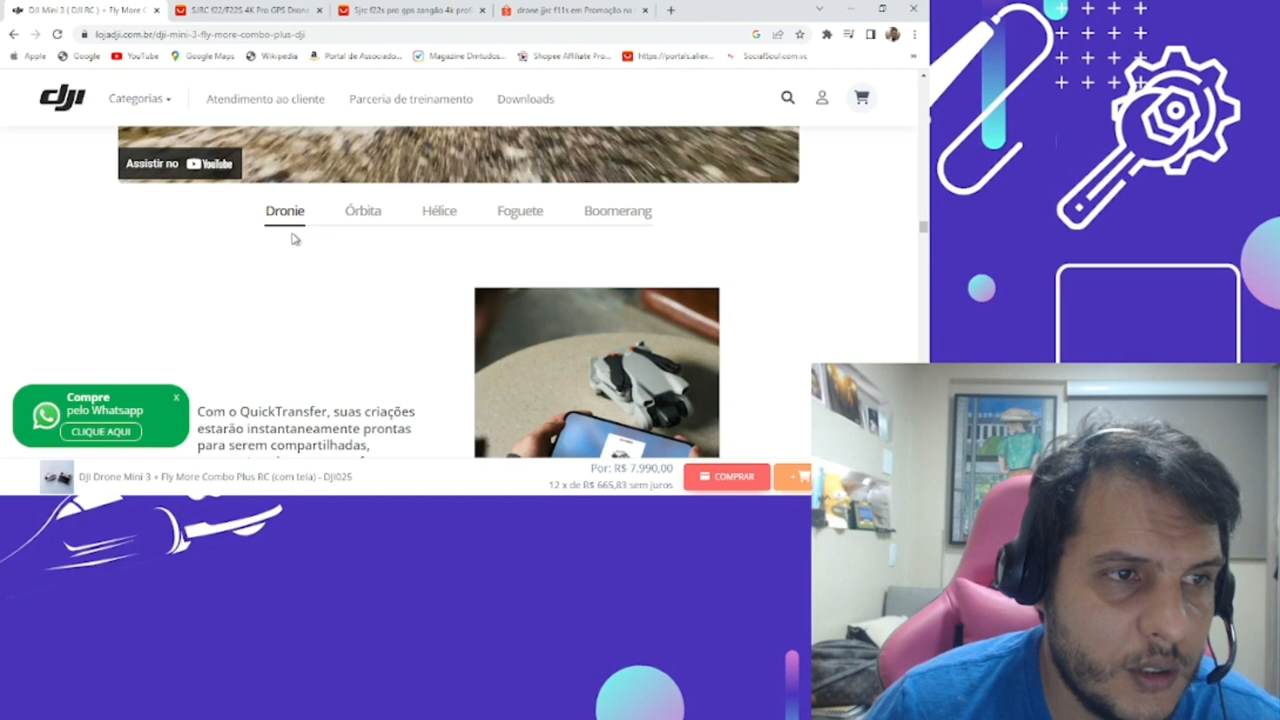 DJI Mini 3 ( DJI RC ) + Fly More C
SJRC F22/F22S 4K Pro GPS Drone
Sjrc f22s pro gps zangão 4k profi
drone jjrc f11s em Promoção na
lojadji.com.br/dji-mini-3-fly-more-combo-plus-dji
Apple
Google
YouTube
Google Maps
Wikipedia
Portal de Associado...
Magazine Dmtudos...
Shopee Affiliate Pro...
https://portals.aliex...
SocialSoul.com.vc
dji
Categorias
Atendimento ao cliente
Parceria de treinamento
Downloads
Assistir no YouTube
Dronie
Órbita
Hélice
Foguete
Boomerang
Compre
pelo Whatsapp
CLIQUE AQUI
X
Com o QuickTransfer, suas criações
estarão instantaneamente prontas
para serem compartilhadas,
DJI Drone Mini 3 + Fly More Combo Plus RC (com tela) - DJI025
Por: R$ 7.990,00
12 x de R$ 665,83 sem juros
COMPRAR
+